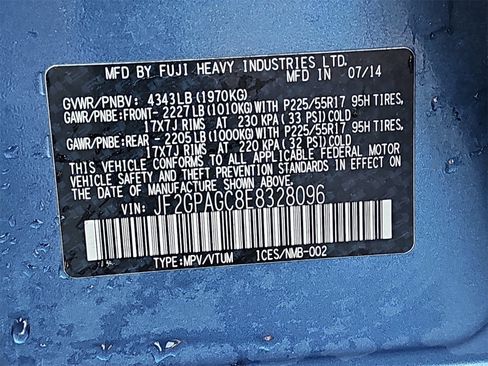 MFD BY FUJI HEAVY INDUSTRIES LTD.
IN JAPAN 07/14
GVWR/PNBV: 4343LB(1970KG)
GAWR/PNBE:FRONT-2227LB(1010KG)WITH P225/55R17 95H TIRES,
17X7J RIMS AT 230 KPA (33 PSI)COLD
GAWR/PNBE:REAR -2205LB(1000KG)WITH P225/55R17 95H TIRES,
17X7J RIMS AT 220 KPA (32 PSI)COLD
THIS VEHICLE CONFORMS TO ALL APPLICABLE FEDERAL MOTOR
VEHICLE SAFETY AND THEFT PREVENTION STANDARDS IN EFFECT ON
THE DATE OF MANUFACTURE SHOWN ABOVE.
VIN: JF2GPAGC8E8328096
TYPE:MPV/VTUM ICES/NMB-002